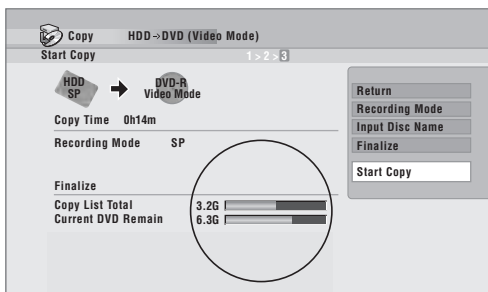 Copy HDD→DVD (Video Mode)
Start Copy 1 > 2 > 3
HDD SP
DVD-R Video Mode
Copy Time 0h14m
Recording Mode SP
Finalize
Copy List Total 3.2G
Current DVD Remain 6.3G
Return
Recording Mode
Input Disc Name
Finalize
Start Copy